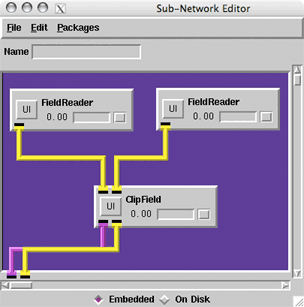 Sub-Network Editor
File Edit Packages
Name
FieldReader
UI
0.00
FieldReader
UI
0.00
ClipField
UI
0.00
Embedded On Disk